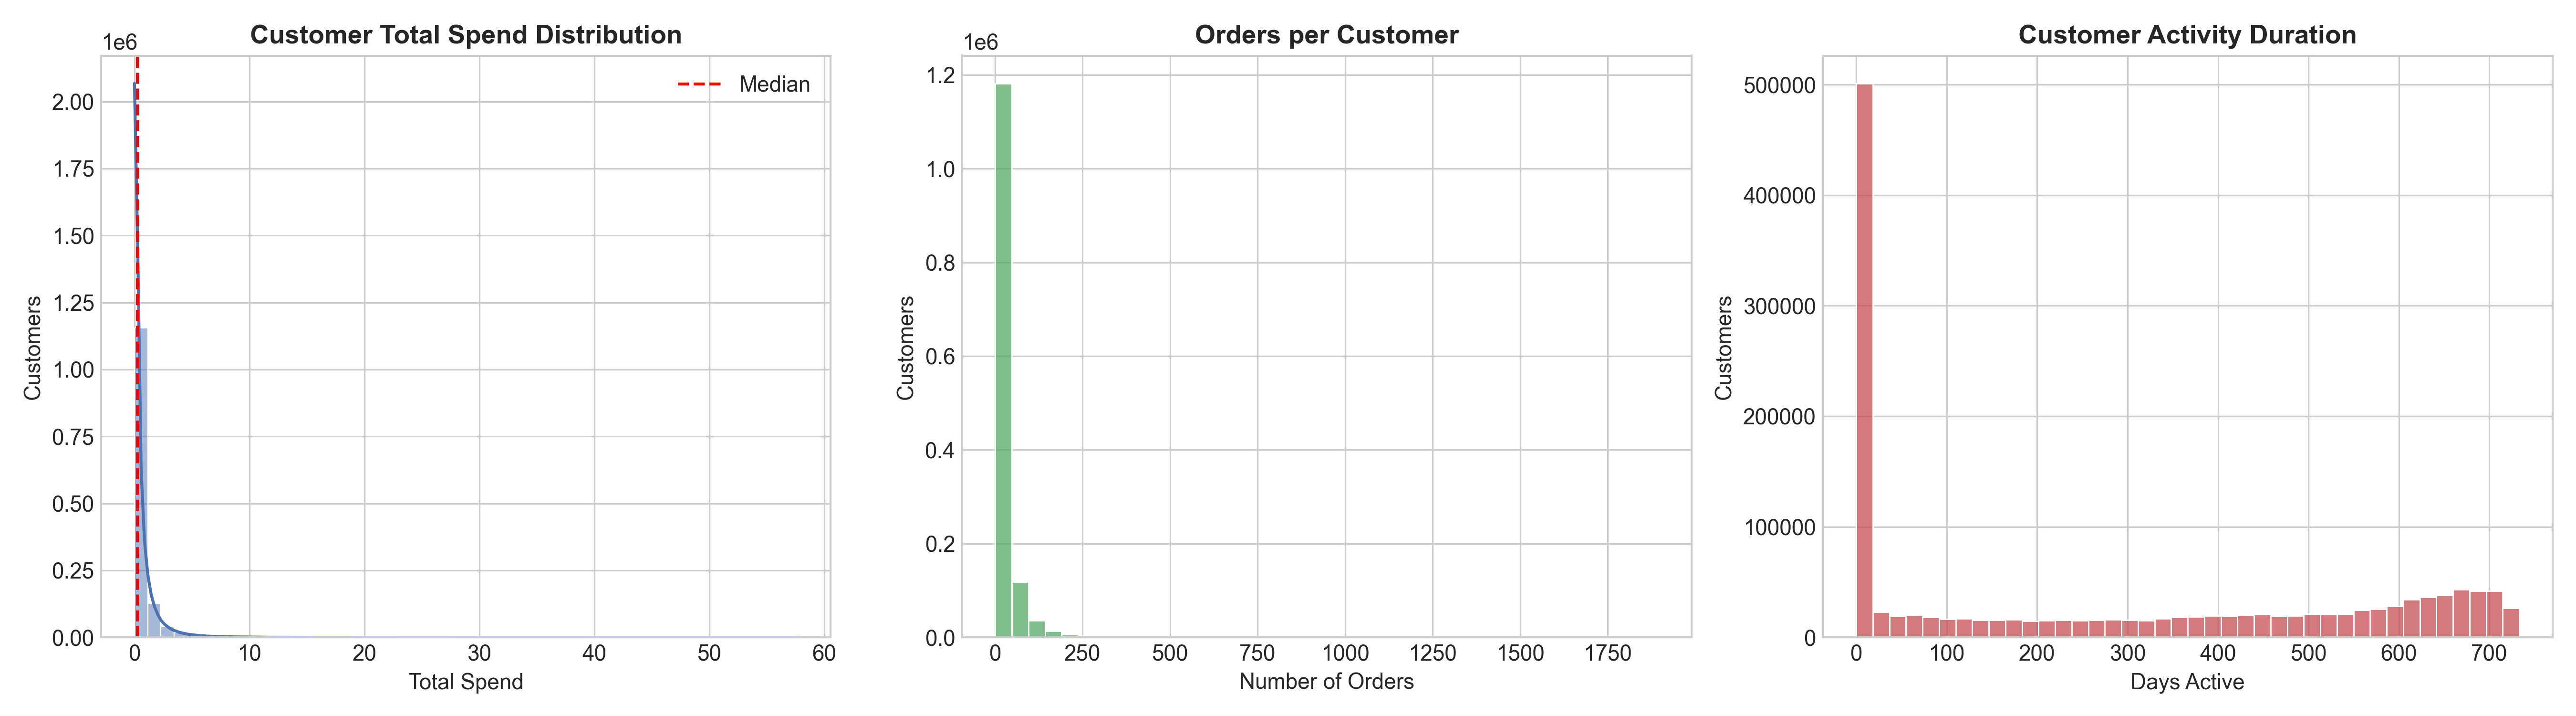 Customer Total Spend Distribution
1e6
Median
2.00
1.75
1.50
1.25
1.00
0.75
0.50
0.25
0.00
Customers
0 10 20 30 40 50 60
Total Spend
Orders per Customer
1e6
1.2
1.0
0.8
0.6
0.4
0.2
0.0
Customers
0 250 500 750 1000 1250 1500 1750
Number of Orders
Customer Activity Duration
500000
400000
300000
200000
100000
0
Customers
0 100 200 300 400 500 600 700
Days Active